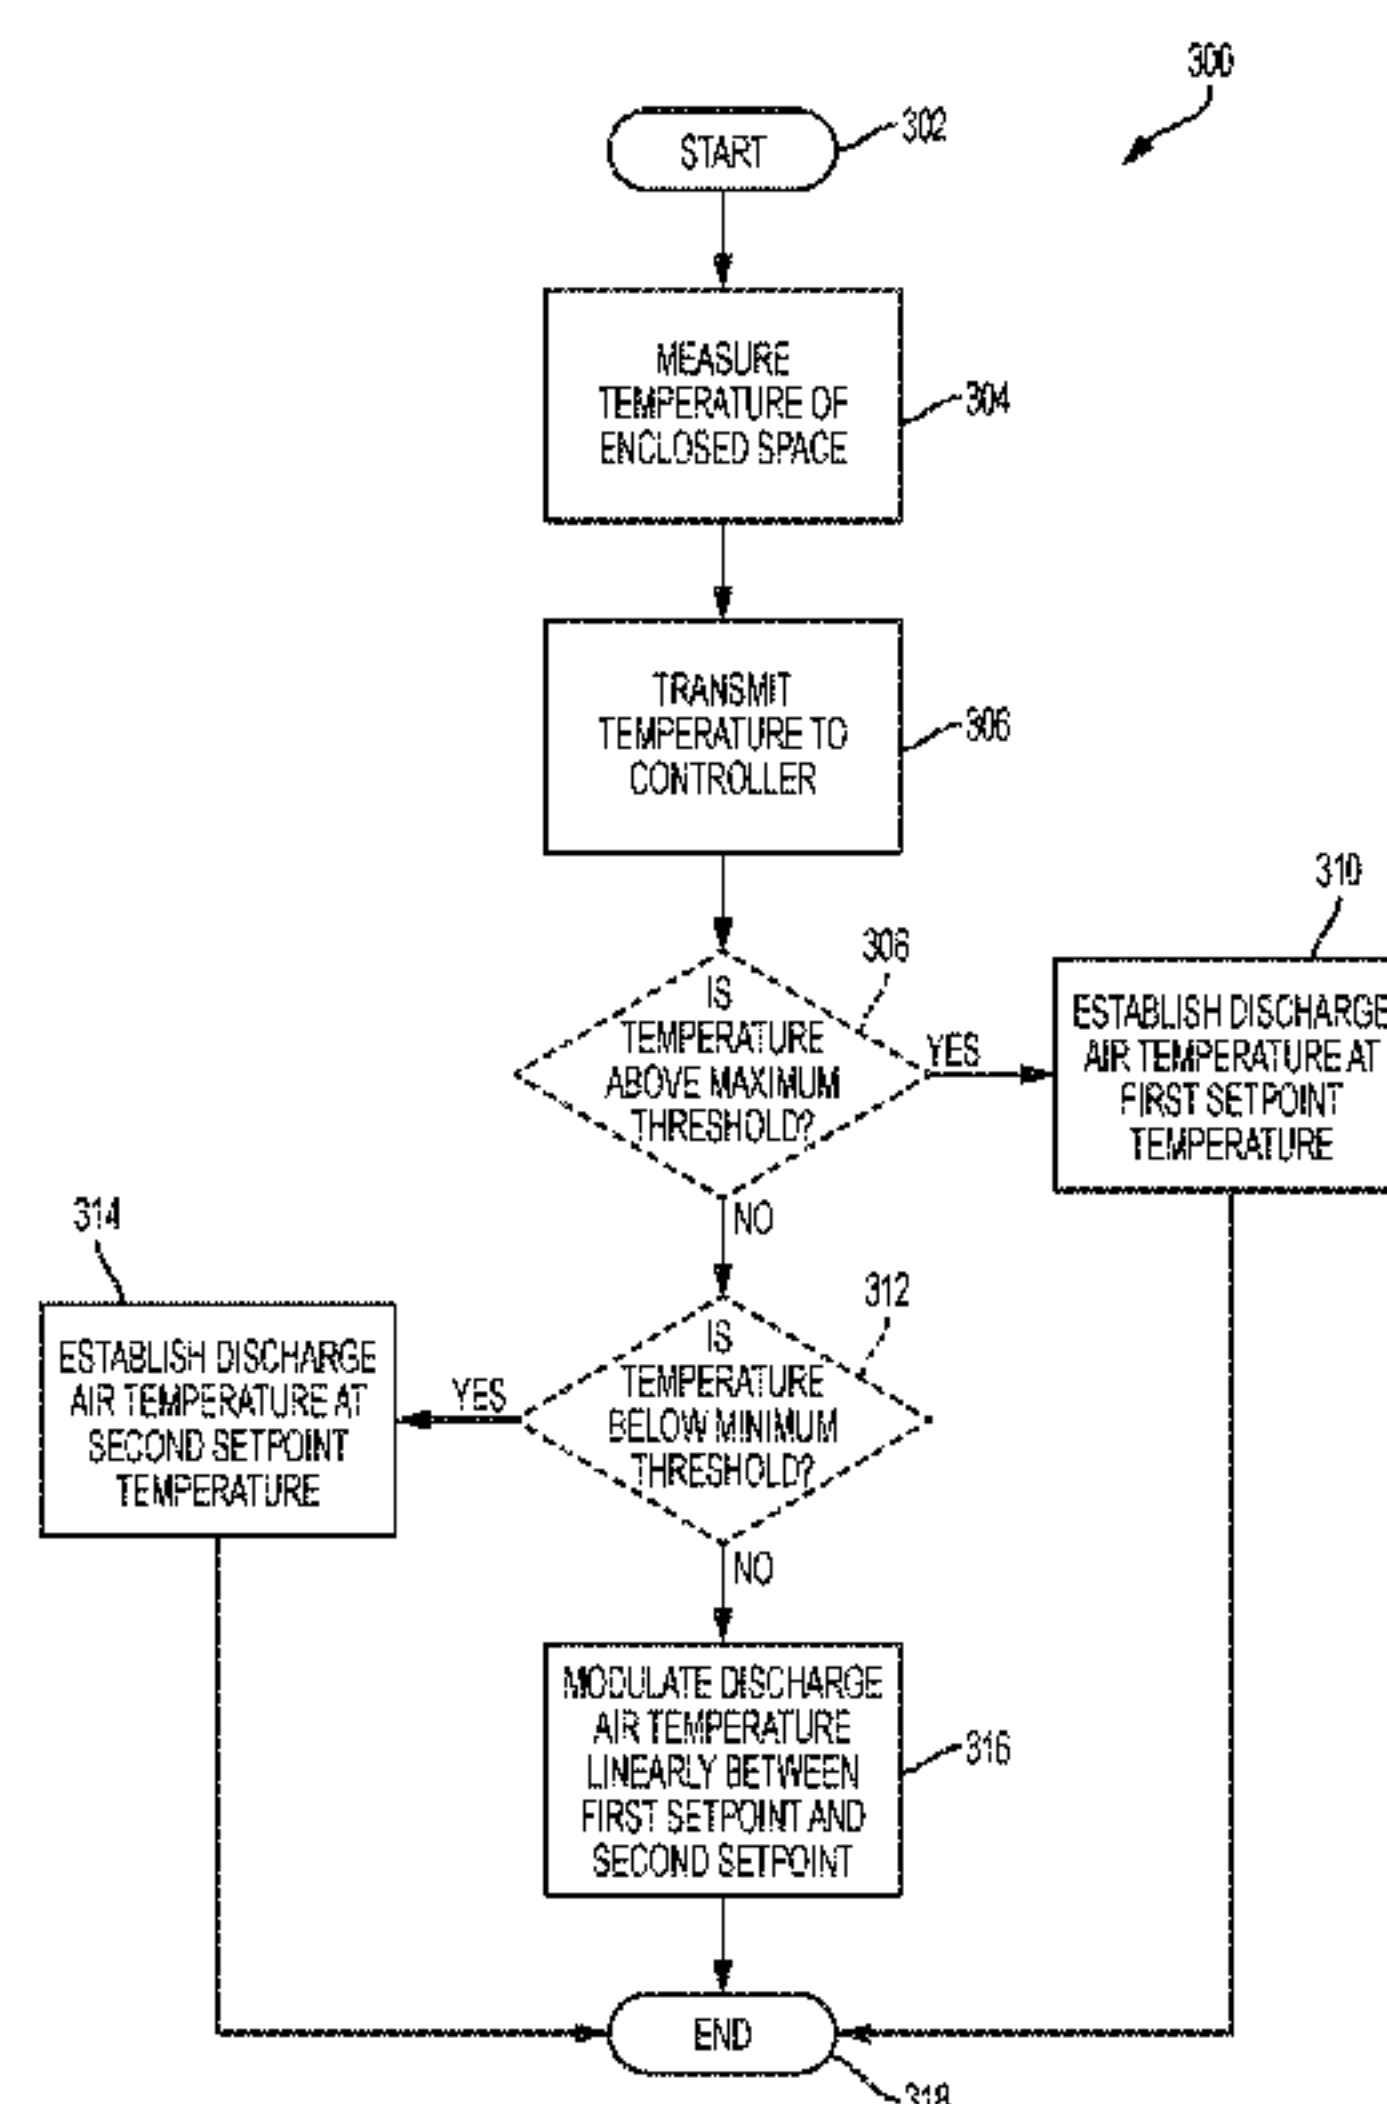 300
START
302
MEASURE
TEMPERATURE OF
ENCLOSED SPACE
304
TRANSMIT
TEMPERATURE TO
CONTROLLER
306
IS
TEMPERATURE
ABOVE MAXIMUM
THRESHOLD?
308
YES
310
ESTABLISH DISCHARGE
AIR TEMPERATURE AT
FIRST SETPOINT
TEMPERATURE
NO
312
IS
TEMPERATURE
BELOW MINIMUM
THRESHOLD?
YES
314
ESTABLISH DISCHARGE
AIR TEMPERATURE AT
SECOND SETPOINT
TEMPERATURE
NO
MODULATE DISCHARGE
AIR TEMPERATURE
LINEARLY BETWEEN
FIRST SETPOINT AND
SECOND SETPOINT
316
END
318